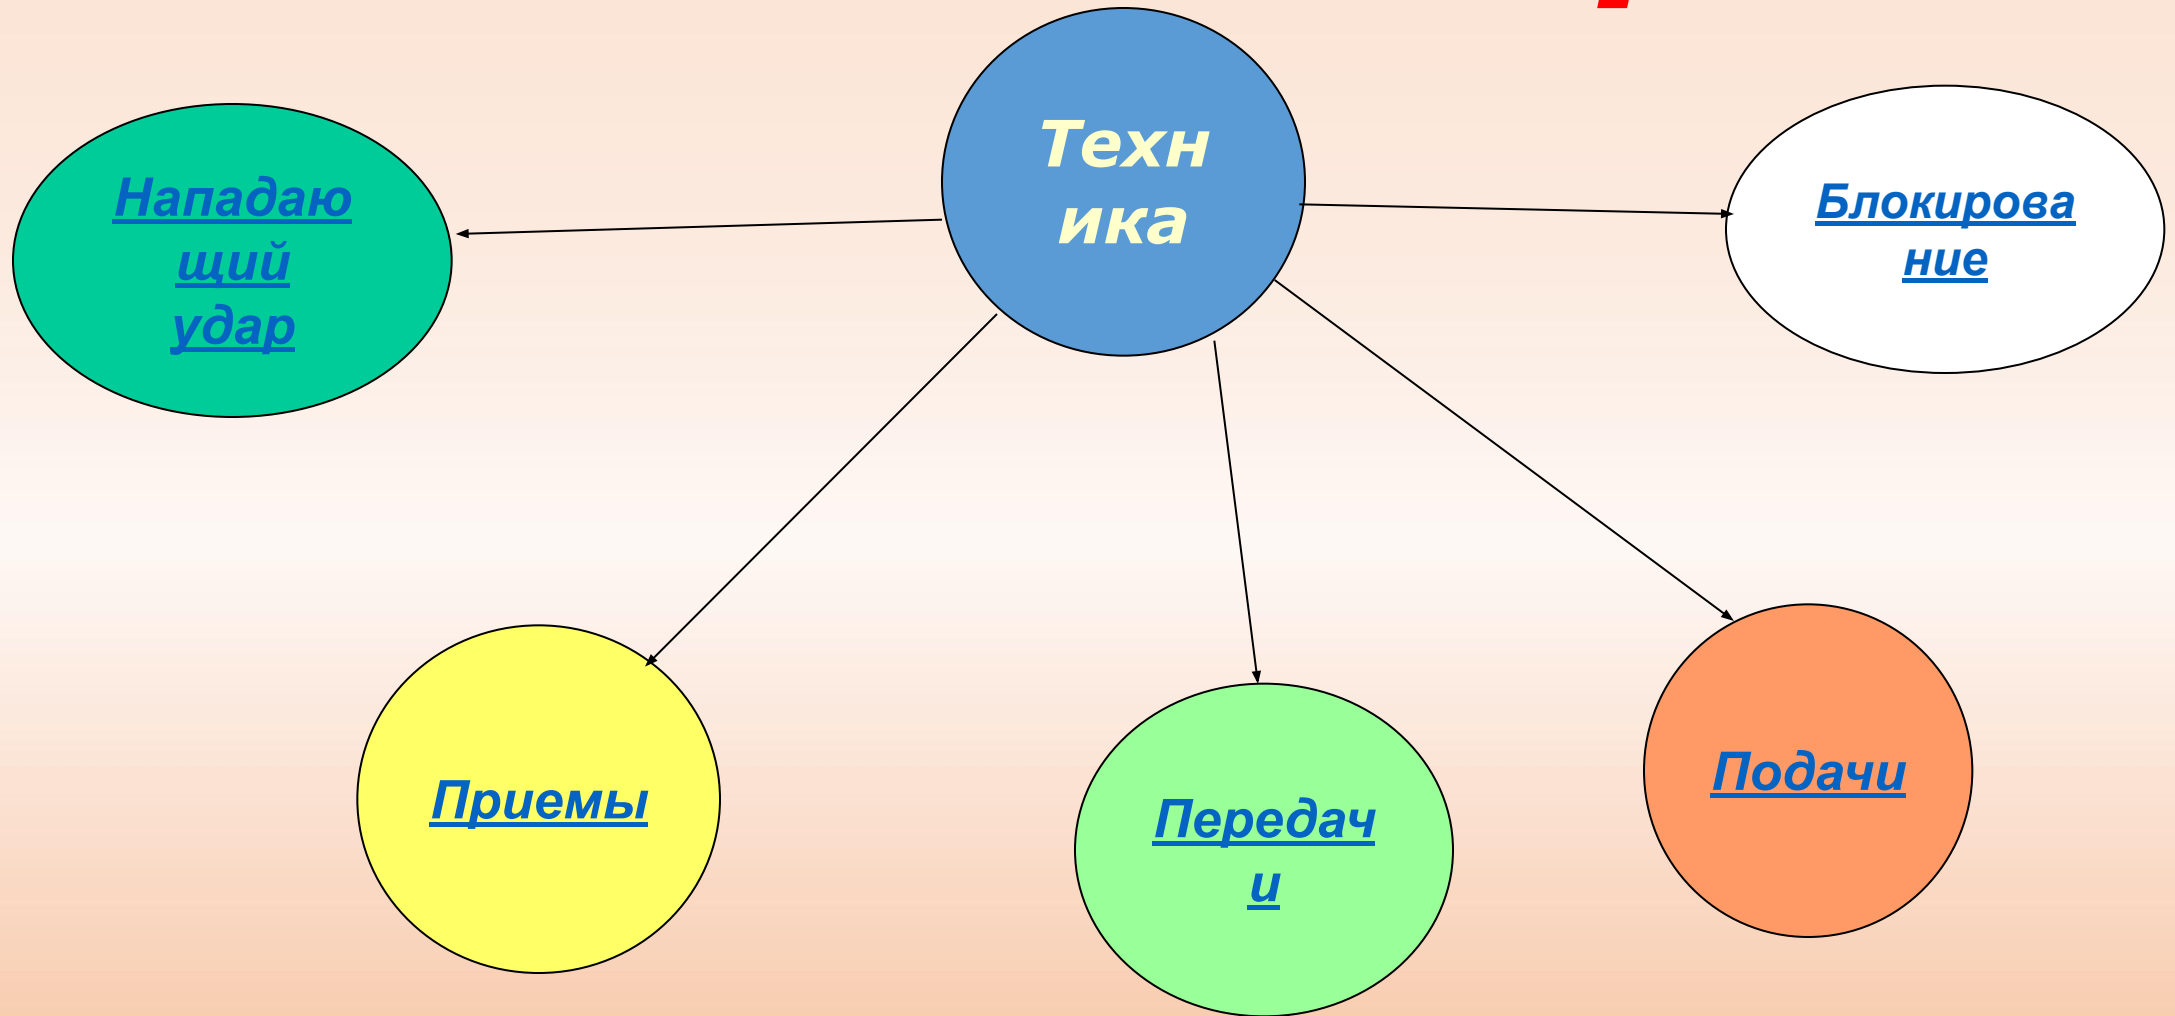 Техн
ика
Нападаю
щий
удар
Блокирова
ние
Приемы
Передач
и
Подачи